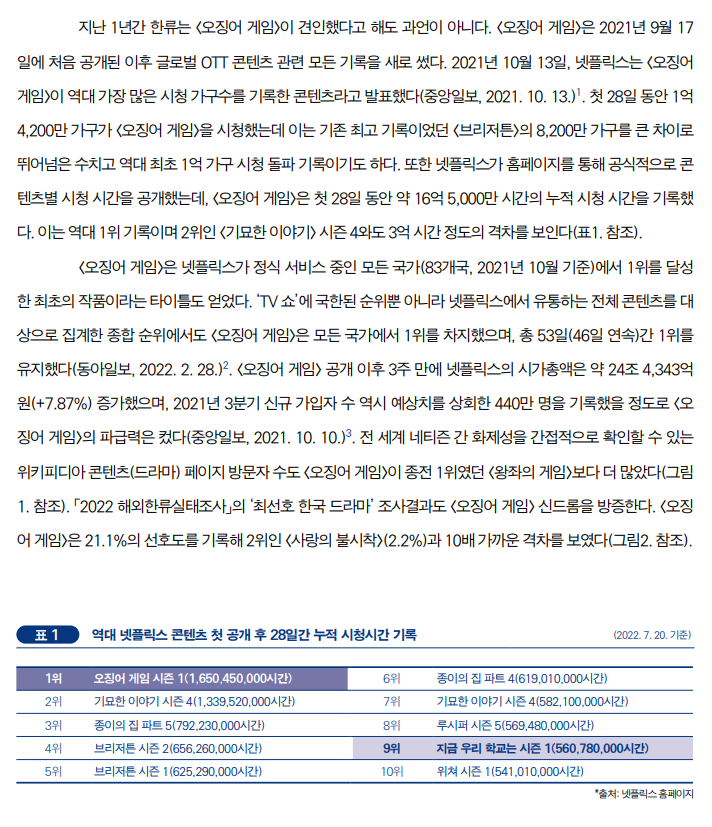 지난 1년간 한류는 <오징어 게임>이 견인했다고 해도 과언이 아니다. <오징어 게임>은 2021년 9월 17
일에 처음 공개된 이후 글로벌 OTT 콘텐츠 관련 모든 기록을 새로 썼다. 2021년 10월 13일, 넷플릭스는 <오징어
게임>이 역대 가장 많은 시청 가구수를 기록한 콘텐츠라고 발표했다(중앙일보, 2021. 10. 13.)1. 첫 28일 동안 1억
4,200만 가구가 <오징어 게임>을 시청했는데 이는 기존 최고 기록이었던 <브리저튼>의 8,200만 가구를 큰 차이로
뛰어넘은 수치고 역대 최초 1억 가구 시청 돌파 기록이기도 하다. 또한 넷플릭스가 홈페이지를 통해 공식적으로 콘
텐츠별 시청 시간을 공개했는데, <오징어 게임>은 첫 28일 동안 약 16억 5,000만 시간의 누적 시청 시간을 기록했
다. 이는 역대 1위 기록이며 2위인 <기묘한 이야기> 시즌 4와도 3억 시간 정도의 격차를 보인다(표1. 참조).
<오징어 게임>은 넷플릭스가 정식 서비스 중인 모든 국가(83개국, 2021년 10월 기준)에서 1위를 달성
한 최초의 작품이라는 타이틀도 얻었다. ‘TV 쇼’에 국한된 순위뿐 아니라 넷플릭스에서 유통하는 전체 콘텐츠를 대
상으로 집계한 종합 순위에서도 <오징어 게임>은 모든 국가에서 1위를 차지했으며, 총 53일(46일 연속)간 1위를
유지했다(동아일보, 2022. 2. 28.)2. <오징어 게임> 공개 이후 3주 만에 넷플릭스의 시가총액은 약 24조 4,343억
원(+7.87%) 증가했으며, 2021년 3분기 신규 가입자 수 역시 예상치를 상회한 440만 명을 기록했을 정도로 <오
징어 게임>의 파급력은 컸다(중앙일보, 2021. 10. 10.)3. 전 세계 네티즌 간 화제성을 간접적으로 확인할 수 있는
위키피디아 콘텐츠(드라마) 페이지 방문자 수도 <오징어 게임>이 종전 1위였던 <왕좌의 게임>보다 더 많았다(그림
1. 참조). 「2022 해외한류실태조사」의 ‘최선호 한국 드라마’ 조사결과도 <오징어 게임> 신드롬을 방증한다. <오징
어 게임>은 21.1%의 선호도를 기록해 2위인 <사랑의 불시착>(2.2%)과 10배 가까운 격차를 보였다(그림2. 참조).
표 1 역대 넷플릭스 콘텐츠 첫 공개 후 28일간 누적 시청시간 기록 (2022. 7. 20. 기준)
1위 오징어 게임 시즌 1(1,650,450,000시간) 6위 종이의 집 파트 4(619,010,000시간)
2위 기묘한 이야기 시즌 4(1,339,520,000시간) 7위 기묘한 이야기 시즌 4(582,100,000시간)
3위 종이의 집 파트 5(792,230,000시간) 8위 루시퍼 시즌 5(569,480,000시간)
4위 브리저튼 시즌 2(656,260,000시간) 9위 지금 우리 학교는 시즌 1(560,780,000시간)
5위 브리저튼 시즌 1(625,290,000시간) 10위 위쳐 시즌 1(541,010,000시간)
*출처: 넷플릭스 홈페이지